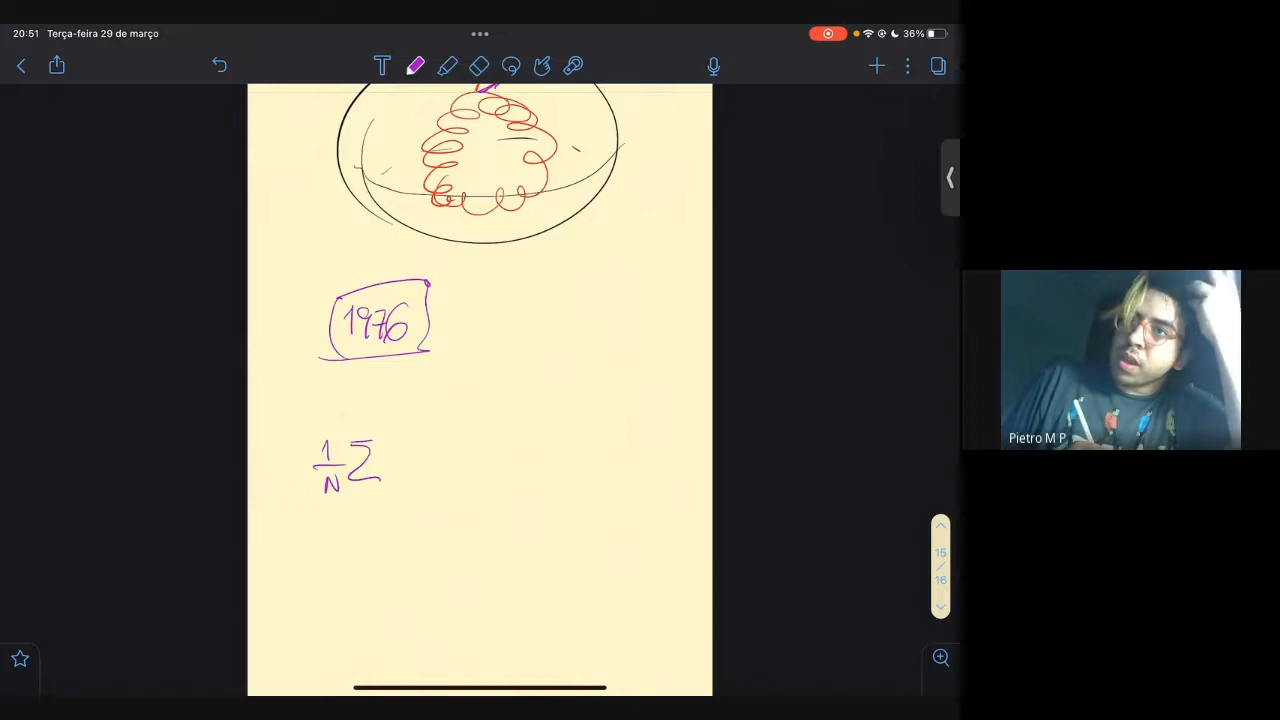 20:51 Terça-feira 29 de março
36%
T
1976
1
N
Σ
15
16
Pietro M P